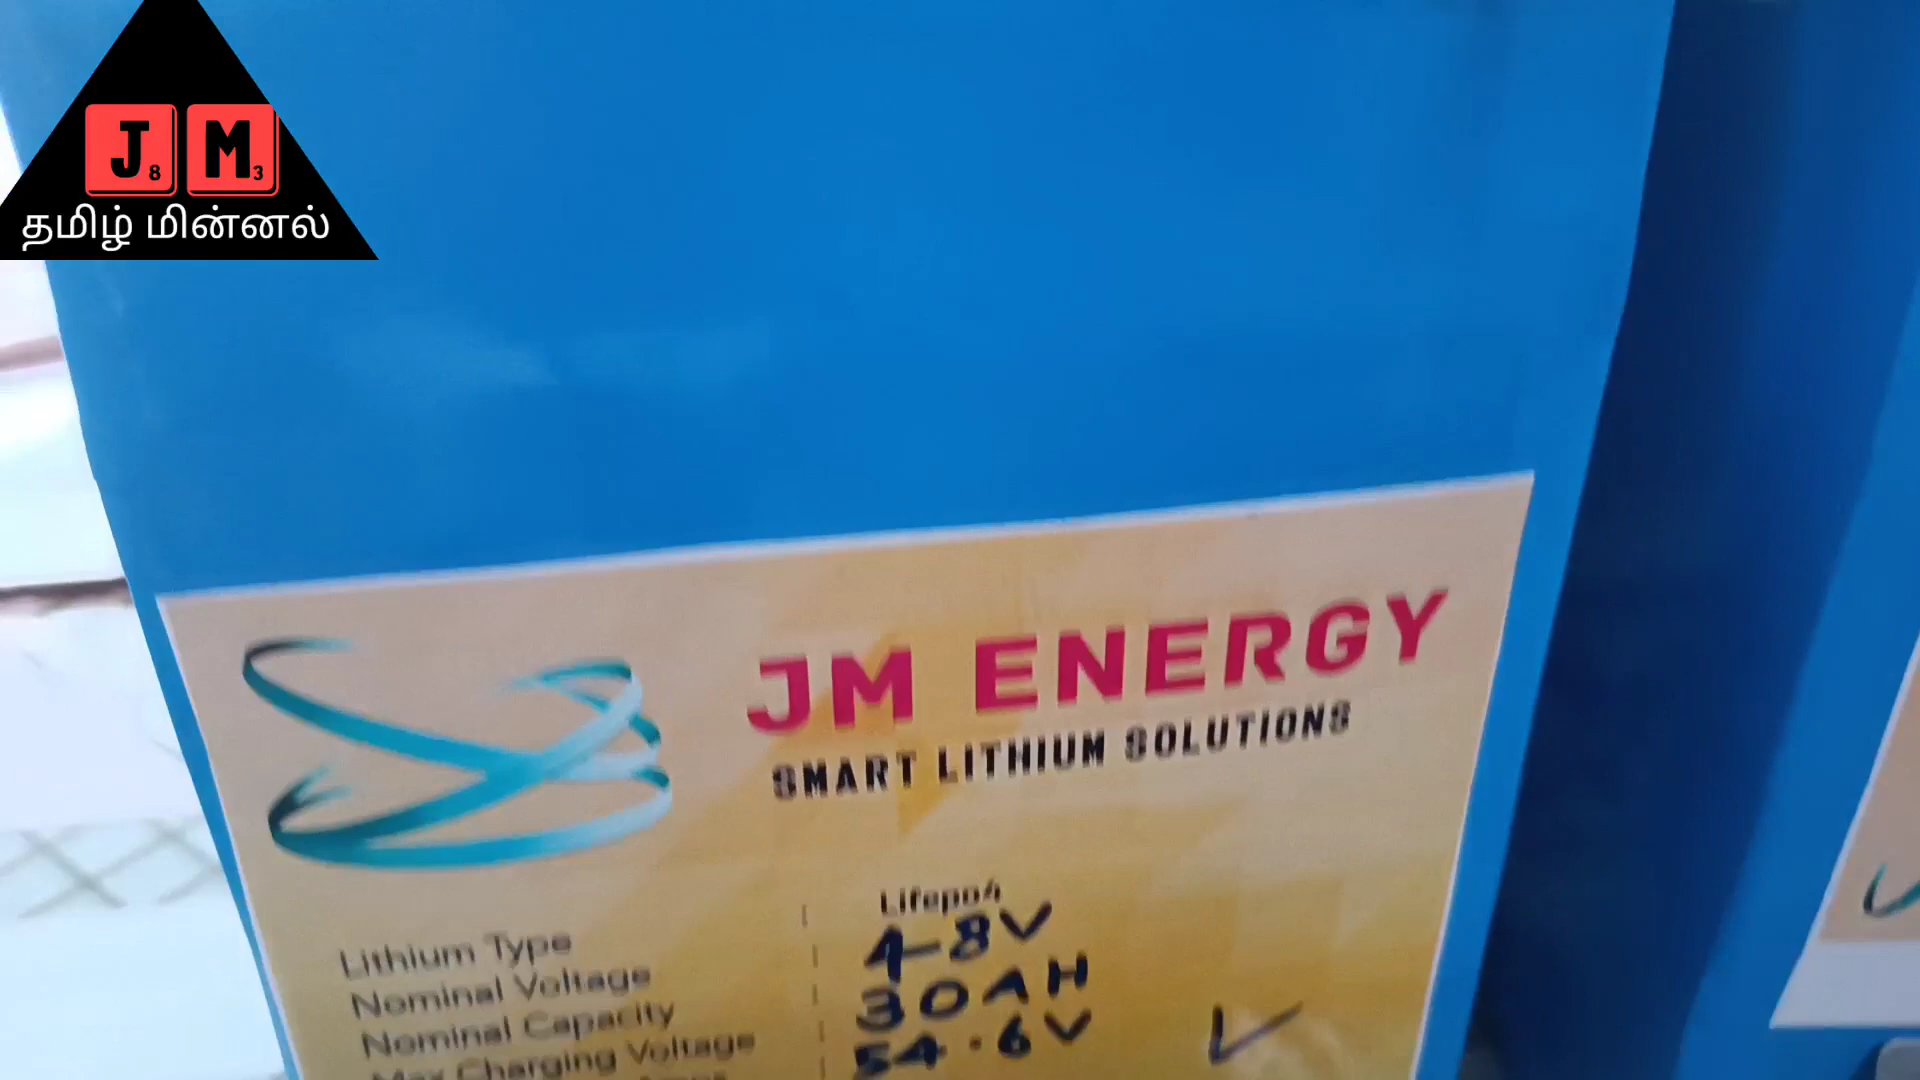 J8 M3
தமிழ் மின்னல்
JM ENERGY
SMART LITHIUM SOLUTIONS
Lithium Type : Lifepo4
Nominal Voltage : 48V
Nominal Capacity : 30AH
Max Charging Voltage : 54.6V ✓